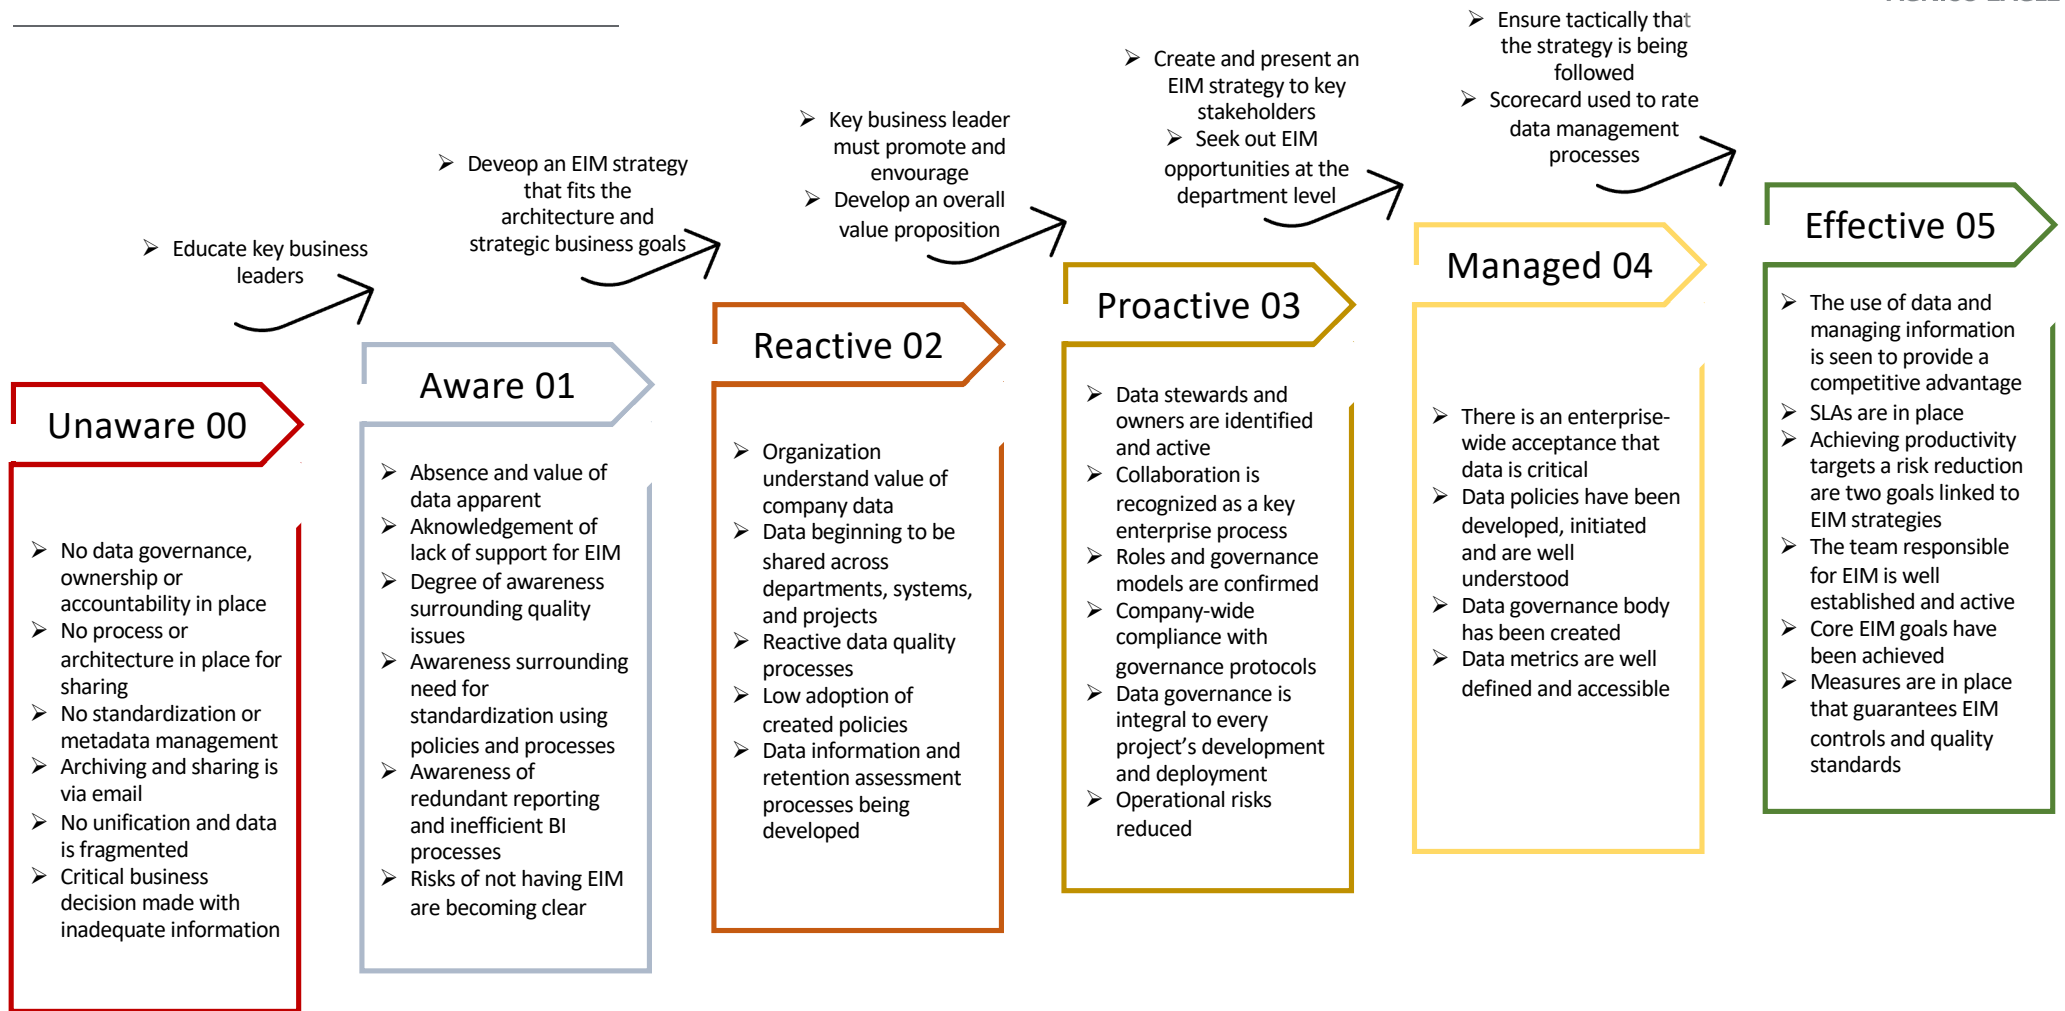 ➢ Educate key business
leaders
➢ Deveop an EIM strategy
that fits the
architecture and
strategic business goals
➢ Key business leader
must promote and
envourage
➢ Develop an overall
value proposition
➢ Create and present an
EIM strategy to key
stakeholders
➢ Seek out EIM
opportunities at the
department level
➢ Ensure tactically that
the strategy is being
followed
➢ Scorecard used to rate
data management
processes
Unaware 00
➢ No data governance,
ownership or
accountability in place
➢ No process or
architecture in place for
sharing
➢ No standardization or
metadata management
➢ Archiving and sharing is
via email
➢ No unification and data
is fragmented
➢ Critical business
decision made with
inadequate information
Aware 01
➢ Absence and value of
data apparent
➢ Aknowledgement of
lack of support for EIM
➢ Degree of awareness
surrounding quality
issues
➢ Awareness surrounding
need for
standardization using
policies and processes
➢ Awareness of
redundant reporting
and inefficient BI
processes
➢ Risks of not having EIM
are becoming clear
Reactive 02
➢ Organization
understand value of
company data
➢ Data beginning to be
shared across
departments, systems,
and projects
➢ Reactive data quality
processes
➢ Low adoption of
created policies
➢ Data information and
retention assessment
processes being
developed
Proactive 03
➢ Data stewards and
owners are identified
and active
➢ Collaboration is
recognized as a key
enterprise process
➢ Roles and governance
models are confirmed
➢ Company-wide
compliance with
governance protocols
➢ Data governance is
integral to every
project’s development
and deployment
➢ Operational risks
reduced
Managed 04
➢ There is an enterprise-
wide acceptance that
data is critical
➢ Data policies have been
developed, initiated
and are well
understood
➢ Data governance body
has been created
➢ Data metrics are well
defined and accessible
Effective 05
➢ The use of data and
managing information
is seen to provide a
competitive advantage
➢ SLAs are in place
➢ Achieving productivity
targets a risk reduction
are two goals linked to
EIM strategies
➢ The team responsible
for EIM is well
established and active
➢ Core EIM goals have
been achieved
➢ Measures are in place
that guarantees EIM
controls and quality
standards